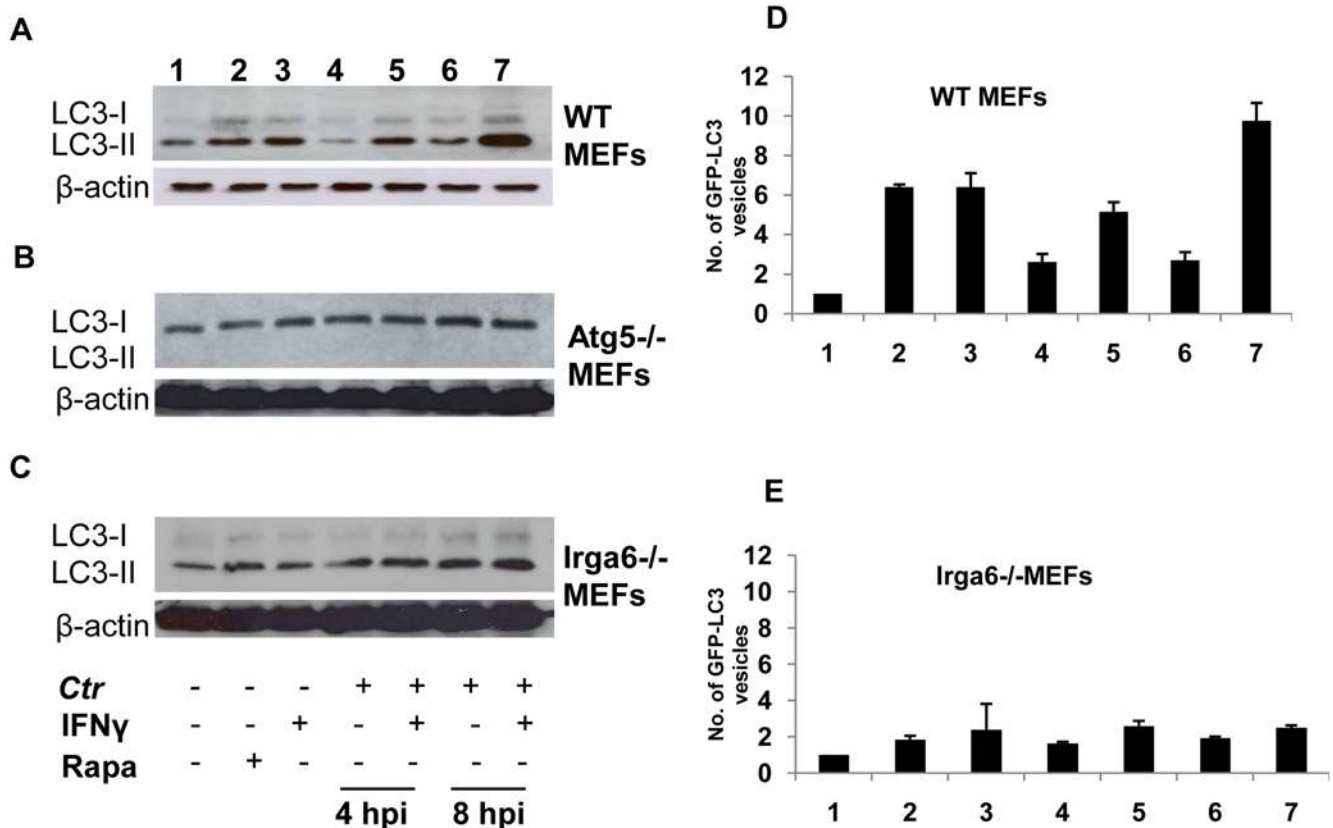 A
1 2 3 4 5 6 7
LC3-I
LC3-II
β-actin
WT
MEFs
B
LC3-I
LC3-II
β-actin
Atg5-/-
MEFs
C
LC3-I
LC3-II
β-actin
Irga6-/-
MEFs
Ctr - - - + + + +
IFNγ - - + - + - +
Rapa - + - - - - -
4 hpi 8 hpi
D
WT MEFs
No. of GFP-LC3
vesicles
12
10
8
6
4
2
0
1 2 3 4 5 6 7
E
Irga6-/-MEFs
No. of GFP-LC3
vesicles
12
10
8
6
4
2
0
1 2 3 4 5 6 7